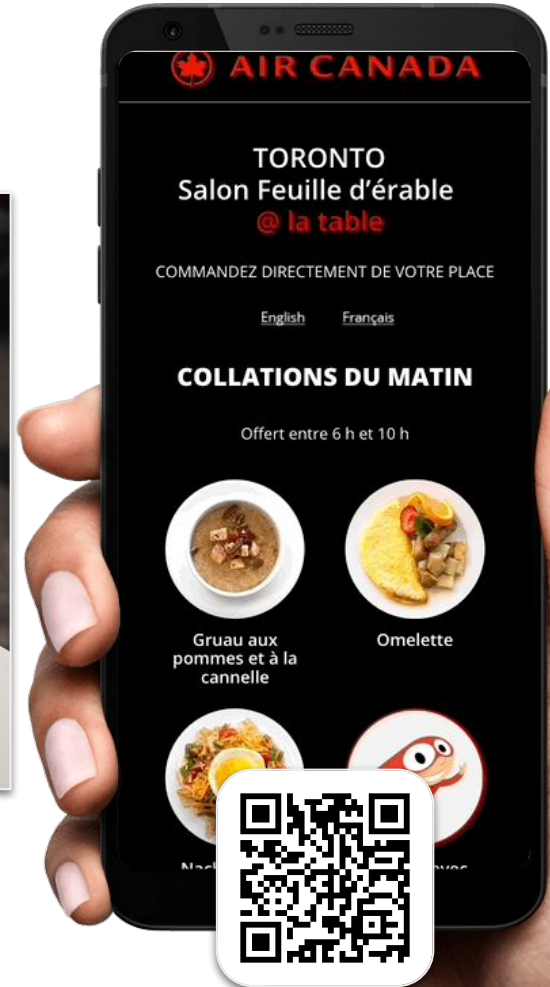 AIR CANADA
TORONTO
Salon Feuille d'érable
@ la table
COMMANDEZ DIRECTEMENT DE VOTRE PLACE
English Français
COLLATIONS DU MATIN
Offert entre 6 h et 10 h
Gruau aux
pommes et à la
cannelle
Omelette